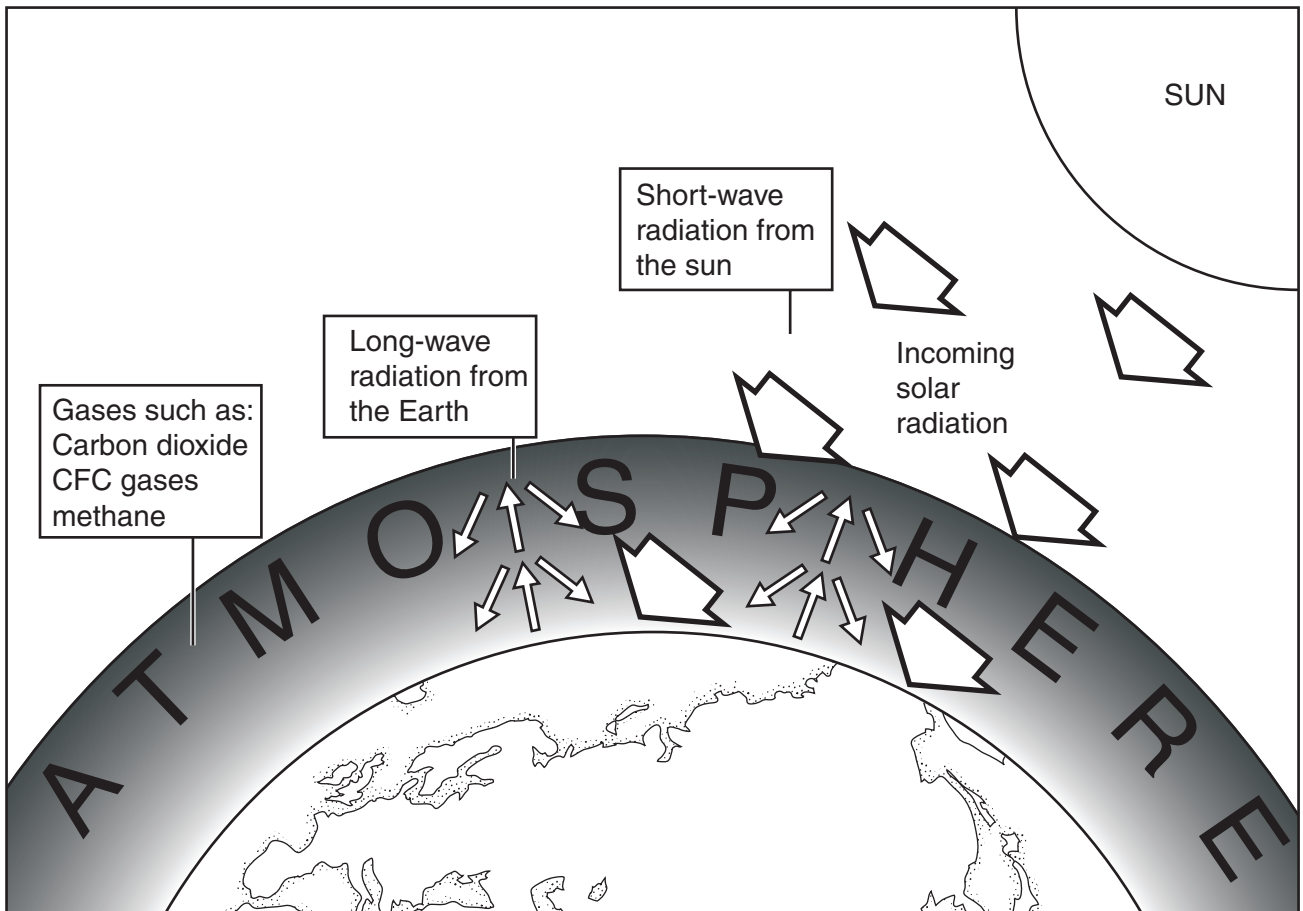 SUN
Short-wave
radiation from
the sun
Incoming
solar
radiation
Long-wave
radiation from
the Earth
Gases such as:
Carbon dioxide
CFC gases
methane
ATMOSPHERE